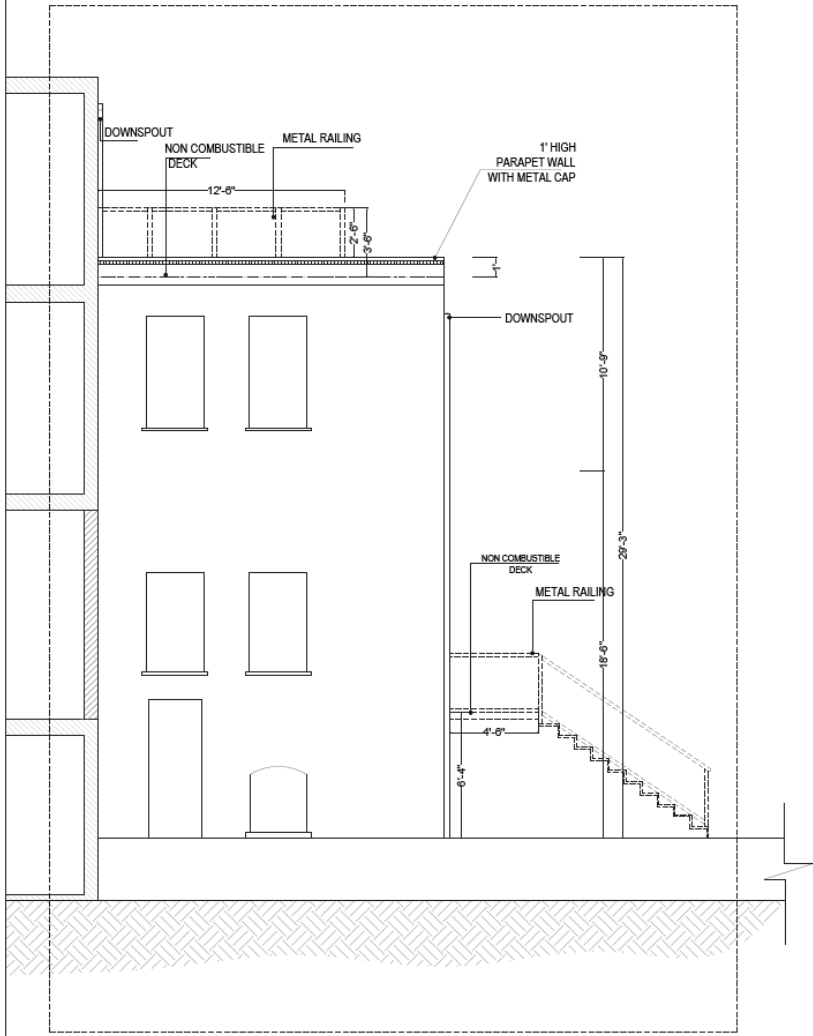 DOWNSPOUT
NON COMBUSTIBLE
DECK
METAL RAILING
1' HIGH
PARAPET WALL
WITH METAL CAP
12'-6"
2'-6"
3'-6"
1'
DOWNSPOUT
10'-9"
29'-3"
NON COMBUSTIBLE
DECK
METAL RAILING
18'-6"
4'-6"
6'-4"